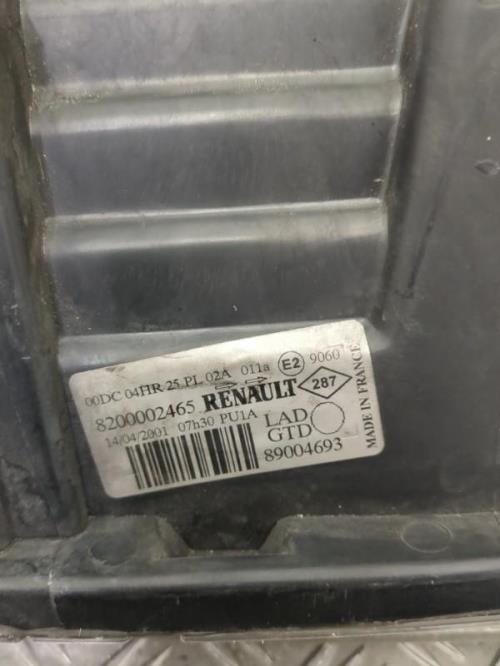 00DC 04HR 25 PL 02A 011a E2 9060
8200002465 RENAULT 287
14/04/2001 07h30 PU1A LAD
GTD
89004693
MADE IN FRANCE